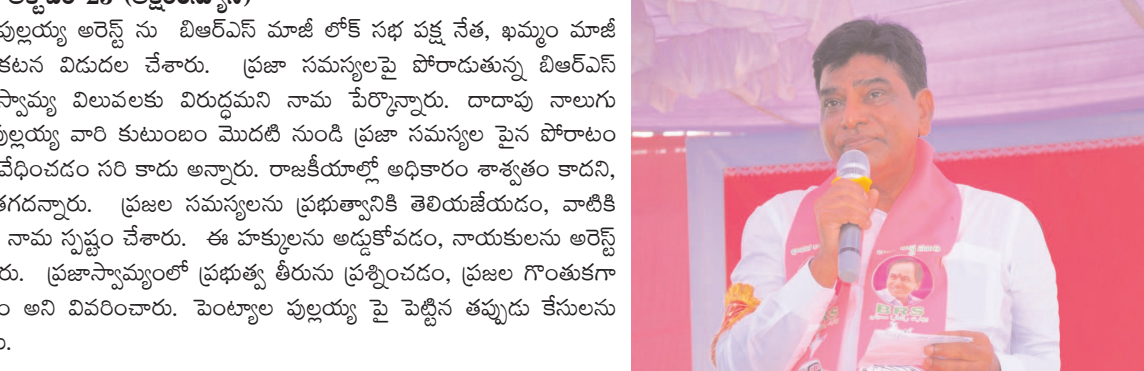 పుల్లయ్య అరెస్ట్ ను బిఆర్ఎస్ మాజీ లోక్ సభ పక్ష నేత, ఖమ్మం మాజీ
కటన విడుదల చేశారు. ప్రజా సమస్యలపై పోరాడుతున్న బిఆర్ఎస్
స్వామ్య విలువలకు విరుద్ధమని నామ పేర్కొన్నారు. దాదాపు నాలుగు
పుల్లయ్య వారి కుటుంబం మొదటి నుండి ప్రజా సమస్యల పైన పోరాటం
వేధించడం సరి కాదు అన్నారు. రాజకీయాల్లో అధికారం శాశ్వతం కాదని,
తగదన్నారు. ప్రజల సమస్యలను ప్రభుత్వానికి తెలియజేయడం, వాటికి
నామ స్పష్టం చేశారు. ఈ హక్కులను అడ్డుకోవడం, నాయకులను అరెస్ట్
రు. ప్రజాస్వామ్యంలో ప్రభుత్వ తీరును ప్రశ్నించడం, ప్రజల గొంతుకగా
ం అని వివరించారు. పెంట్యాల పుల్లయ్య పై పెట్టిన తప్పుడు కేసులను